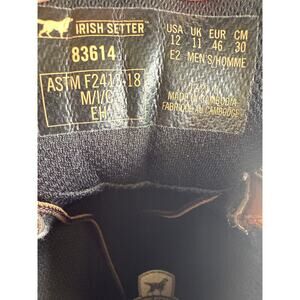 IRISH SETTER
83614
ASTM F241 -18
M/I/C
EH
USA UK EUR CM
12 11 46 30
E2 MEN'S/HOMME
MADE IN CAMBODIA
FABRIQUÉ AU CAMBODGE